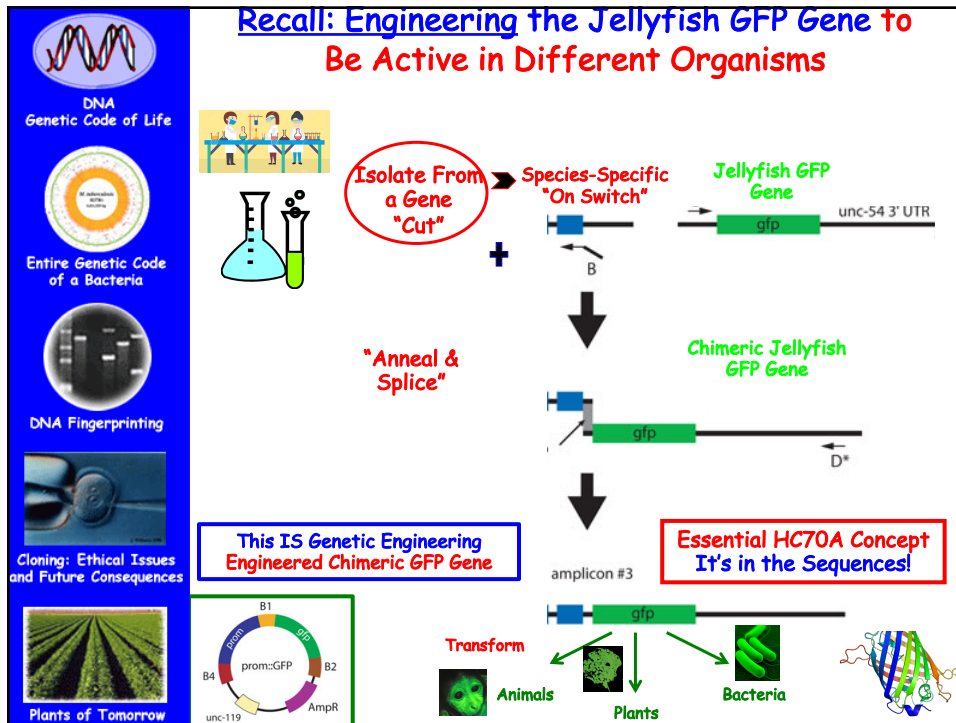 Recall: Engineering the Jellyfish GFP Gene to
Be Active in Different Organisms
DNA
Genetic Code of Life
Entire Genetic Code
of a Bacteria
DNA Fingerprinting
Cloning: Ethical Issues
and Future Consequences
Plants of Tomorrow
Isolate From
a Gene
“Cut”
Species-Specific
“On Switch”
Jellyfish GFP
Gene
unc-54 3' UTR
gfp
B
+
“Anneal &
Splice”
Chimeric Jellyfish
GFP Gene
gfp
D*
This IS Genetic Engineering
Engineered Chimeric GFP Gene
Essential HC70A Concept
It’s in the Sequences!
amplicon #3
gfp
Transform
Animals
Plants
Bacteria
B1
prom
gfp
prom::GFP
B4
B2
AmpR
unc-119